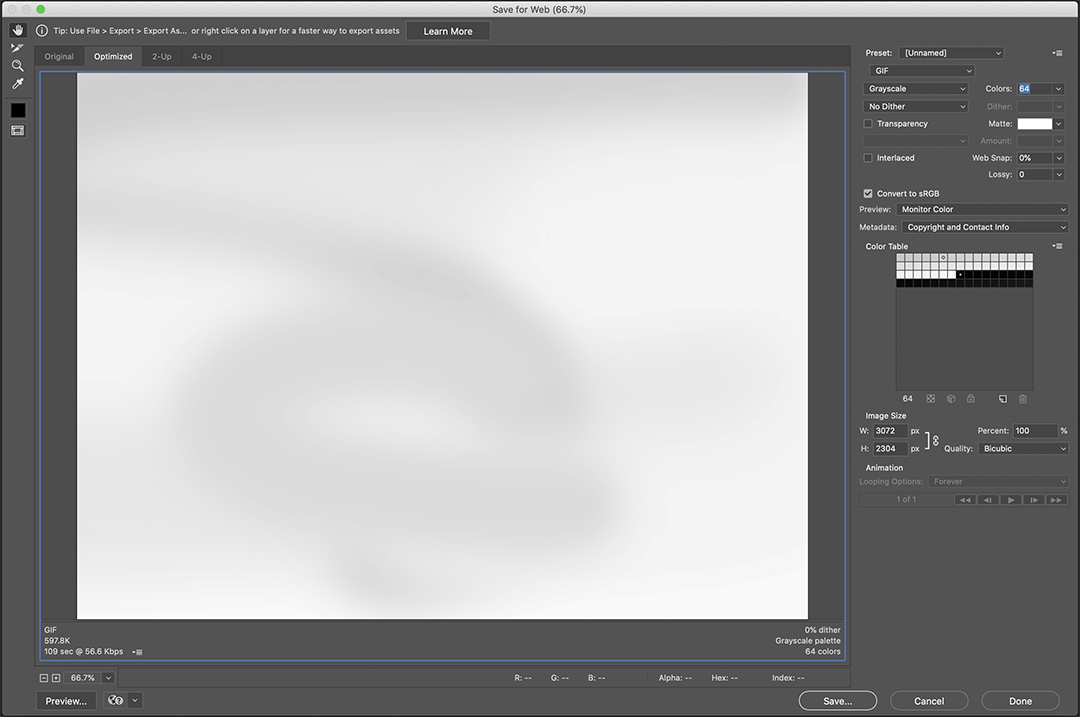 Save for Web (66.7%)
Tip: Use File > Export > Export As... or right click on a layer for a faster way to export assets
Learn More
Original Optimized 2-Up 4-Up
Preset: [Unnamed]
GIF
Grayscale Colors: 64
No Dither Dither:
Transparency Matte:
Amount:
Interlaced Web Snap: 0%
Lossy: 0
Convert to sRGB
Preview: Monitor Color
Metadata: Copyright and Contact Info
Color Table
64
Image Size
W: 3072 px Percent: 100 %
H: 2304 px Quality: Bicubic
Animation
Looping Options: Forever
1 of 1
GIF 0% dither
597.8K Grayscale palette
109 sec @ 56.6 Kbps 64 colors
66.7% R: -- G: -- B: -- Alpha: -- Hex: -- Index: --
Preview... Save... Cancel Done